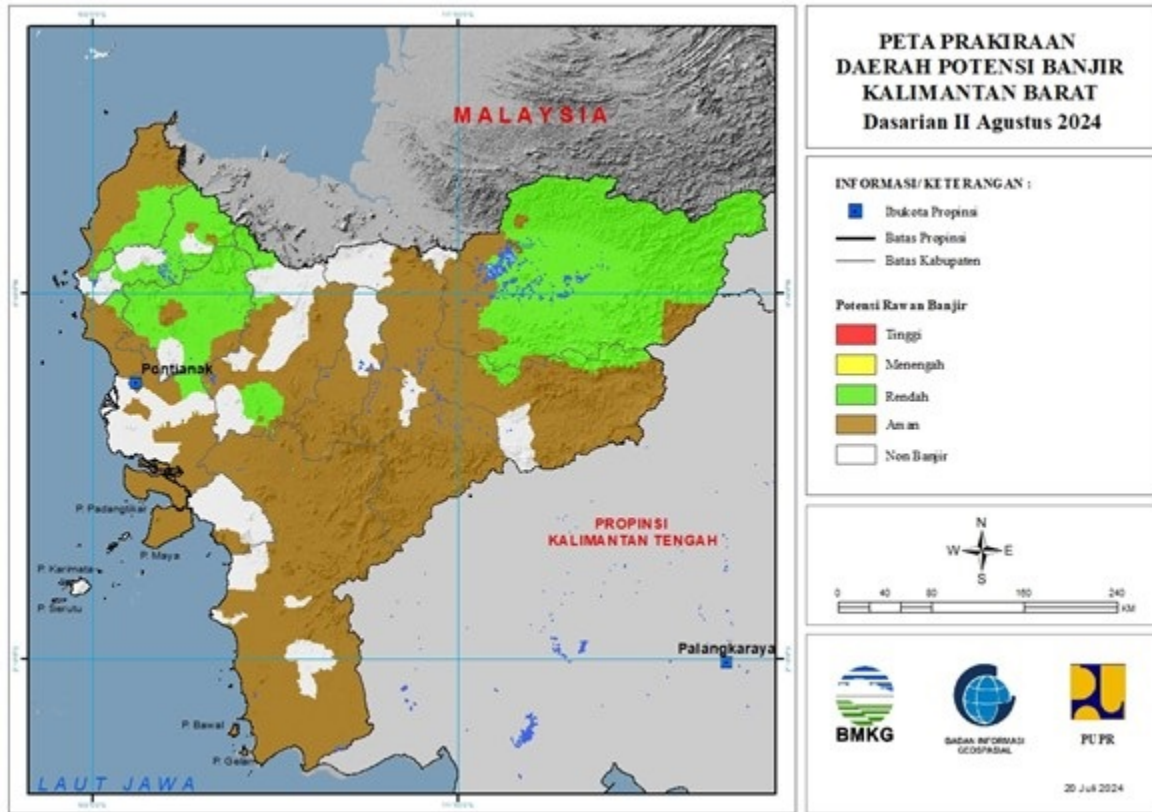 PETA PRAKIRAAN
DAERAH POTENSI BANJIR
KALIMANTAN BARAT
Dasarian II Agustus 2024
INFORMASI/KETERANGAN :
Ibukota Propinsi
Batas Propinsi
Batas Kabupaten
Potensi Rawan Banjir
Tinggi
Menengah
Rendah
Aman
Non Banjir
N
W E
S
0 40 80 160 240
KM
BMKG
BADAN INFORMASI
GEOSPASIAL
PUPR
20 Juli 2024
MALAYSIA
Pontianak
P. Padangtikar
P. Maya
P. Karimata
P. Serutu
PROPINSI
KALIMANTAN TENGAH
Palangkaraya
P. Bawal
P. Gelam
LAUT JAWA